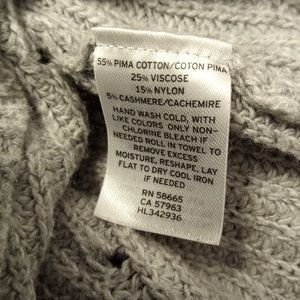 55% PIMA COTTON/COTON PIMA
25% VISCOSE
15% NYLON
5% CASHMERE/CACHEMIRE
HAND WASH COLD, WITH
LIKE COLORS ONLY NON-
CHLORINE BLEACH IF
NEEDED ROLL IN TOWEL TO
REMOVE EXCESS
MOISTURE, RESHAPE, LAY
FLAT TO DRY COOL IRON
IF NEEDED
RN 58665
CA 57963
HL342936